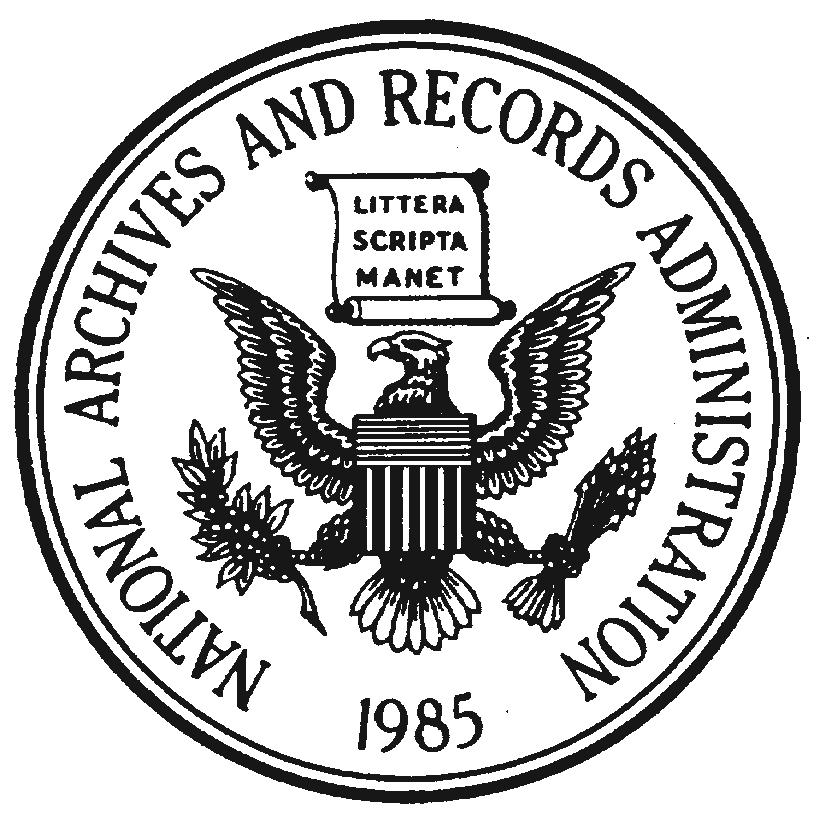 NATIONAL ARCHIVES AND RECORDS ADMINISTRATION
LITTERA
SCRIPTA
MANET
1985